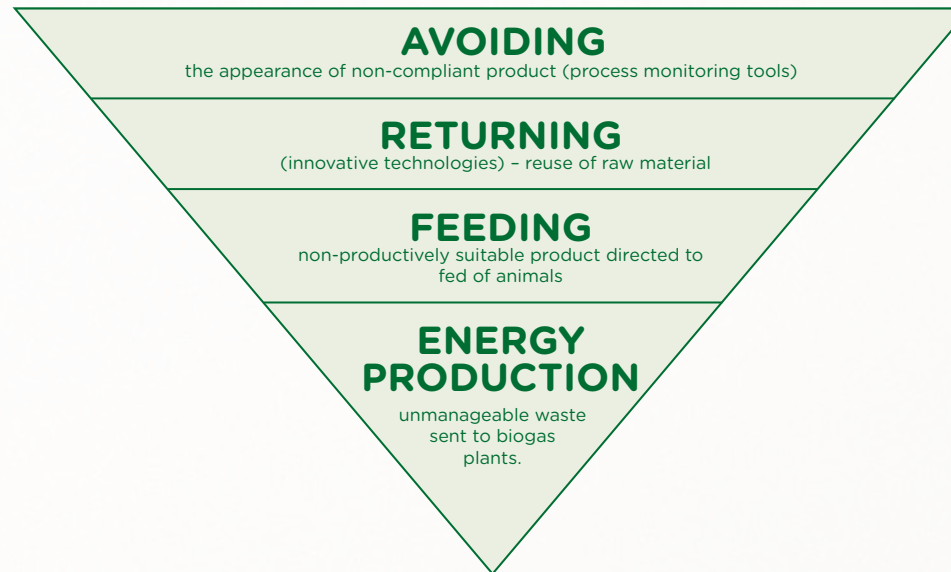 AVOIDING
the appearance of non-compliant product (process monitoring tools)
RETURNING
(innovative technologies) – reuse of raw material
FEEDING
non-productively suitable product directed to
fed of animals
ENERGY
PRODUCTION
unmanageable waste
sent to biogas
plants.